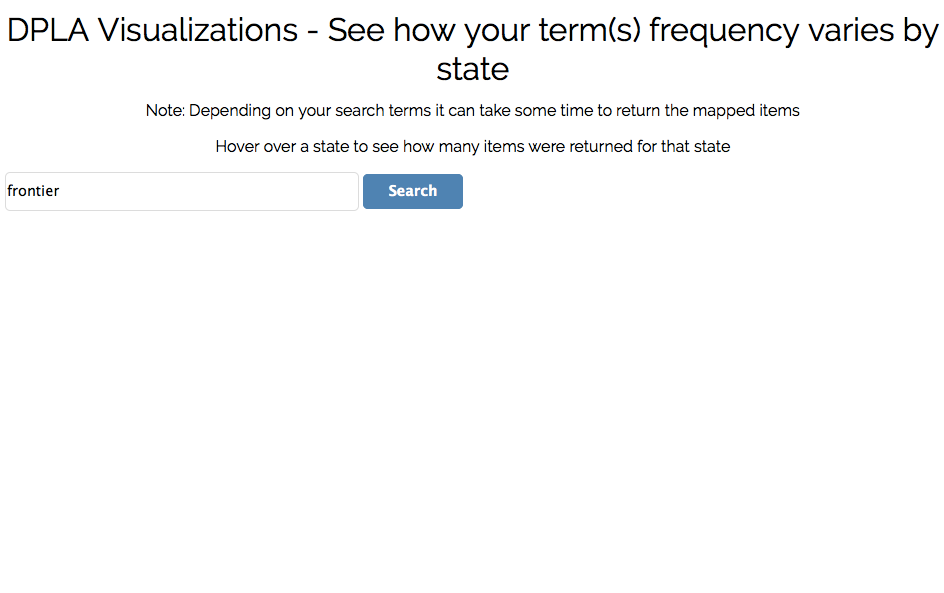 DPLA Visualizations - See how your term(s) frequency varies by
state
Note: Depending on your search terms it can take some time to return the mapped items
Hover over a state to see how many items were returned for that state
frontier
Search